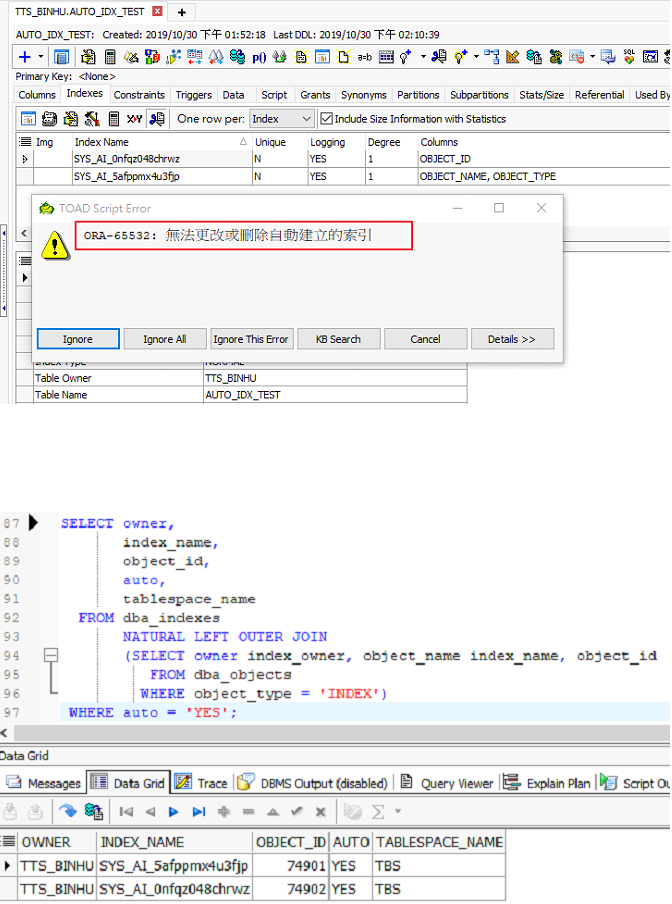 TTS_BINHU.AUTO_IDX_TEST
AUTO_IDX_TEST: Created: 2019/10/30 下午 01:52:18 Last DDL: 2019/10/30 下午 02:10:39
Primary Key: <None>
Columns Indexes Constraints Triggers Data Script Grants Synonyms Partitions Subpartitions Stats/Size Referential Used By
One row per: Index Include Size Information with Statistics
Img Index Name Unique Logging Degree Columns
SYS_AI_0nfqz048chrwz N YES 1 OBJECT_ID
SYS_AI_5afppmx4u3fjp N YES 1 OBJECT_NAME, OBJECT_TYPE
TOAD Script Error
ORA-65532: 無法更改或刪除自動建立的索引
Ignore Ignore All Ignore This Error KB Search Cancel Details >>
Index Type NORMAL
Table Owner TTS_BINHU
Table Name AUTO_IDX_TEST
87 SELECT owner,
88 index_name,
89 object_id,
90 auto,
91 tablespace_name
92 FROM dba_indexes
93 NATURAL LEFT OUTER JOIN
94 (SELECT owner index_owner, object_name index_name, object_id
95 FROM dba_objects
96 WHERE object_type = 'INDEX')
97 WHERE auto = 'YES';
Data Grid
Messages Data Grid Trace DBMS Output (disabled) Query Viewer Explain Plan Script Ou
OWNER INDEX_NAME OBJECT_ID AUTO TABLESPACE_NAME
TTS_BINHU SYS_AI_5afppmx4u3fjp 74901 YES TBS
TTS_BINHU SYS_AI_0nfqz048chrwz 74902 YES TBS